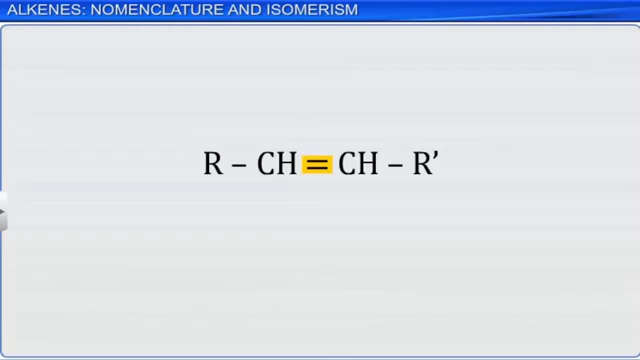 ALKENES: NOMENCLATURE AND ISOMERISM
R – CH = CH – R’